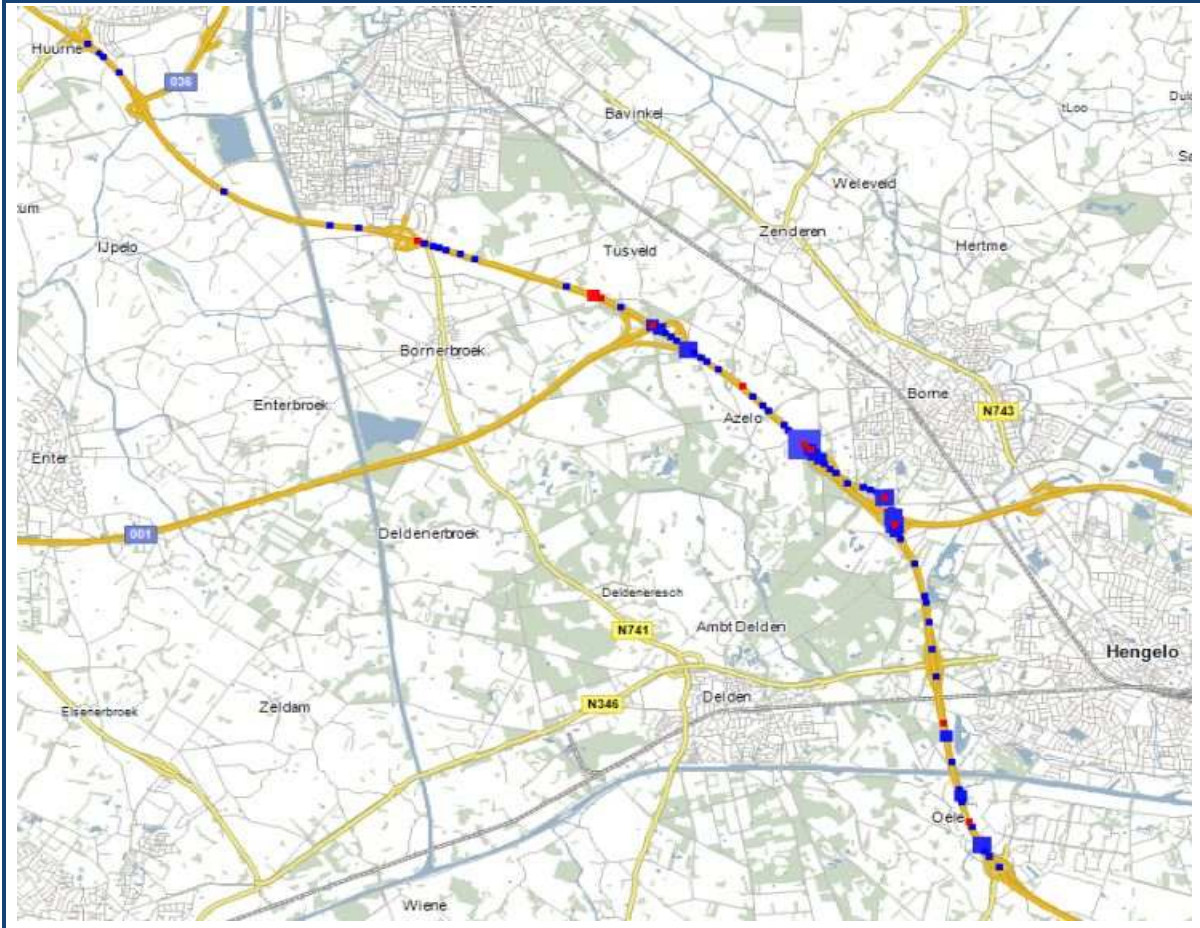 Huurne
036
Bavinkel
tLoo
Weleveld
Zenderen
IJpelo
Tusveld
Hertme
Bornerbroek
Borne
Enterbroek
Azelo
N743
Enter
001
Deldenerbroek
Deldeneresch
N741
Ambt Delden
Hengelo
Delden
N346
Elsenerbroek
Zeldam
Oele
Wiene